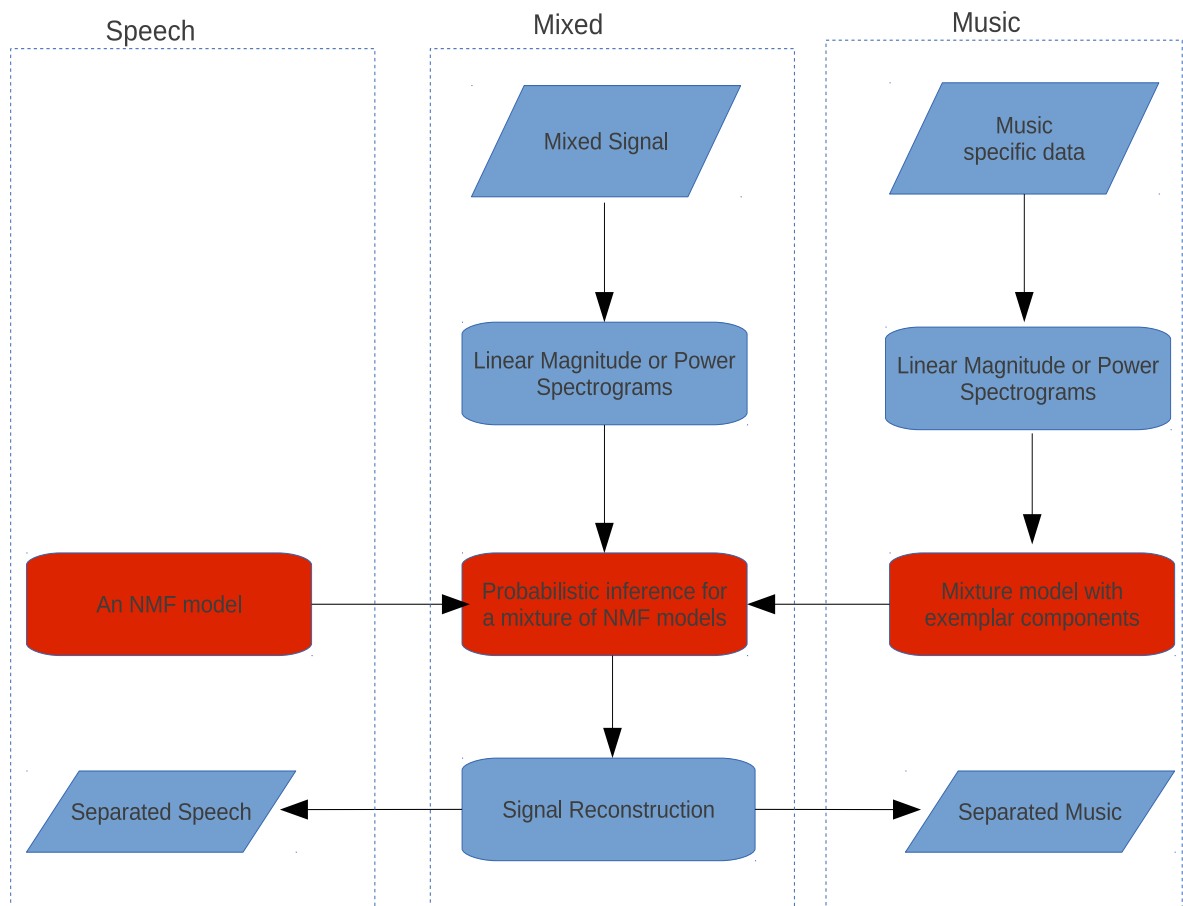 Speech
Mixed
Music
Mixed Signal
Music
specific data
Linear Magnitude or Power
Spectrograms
Linear Magnitude or Power
Spectrograms
An NMF model
Probabilistic inference for
a mixture of NMF models
Mixture model with
exemplar components
Separated Speech
Signal Reconstruction
Separated Music